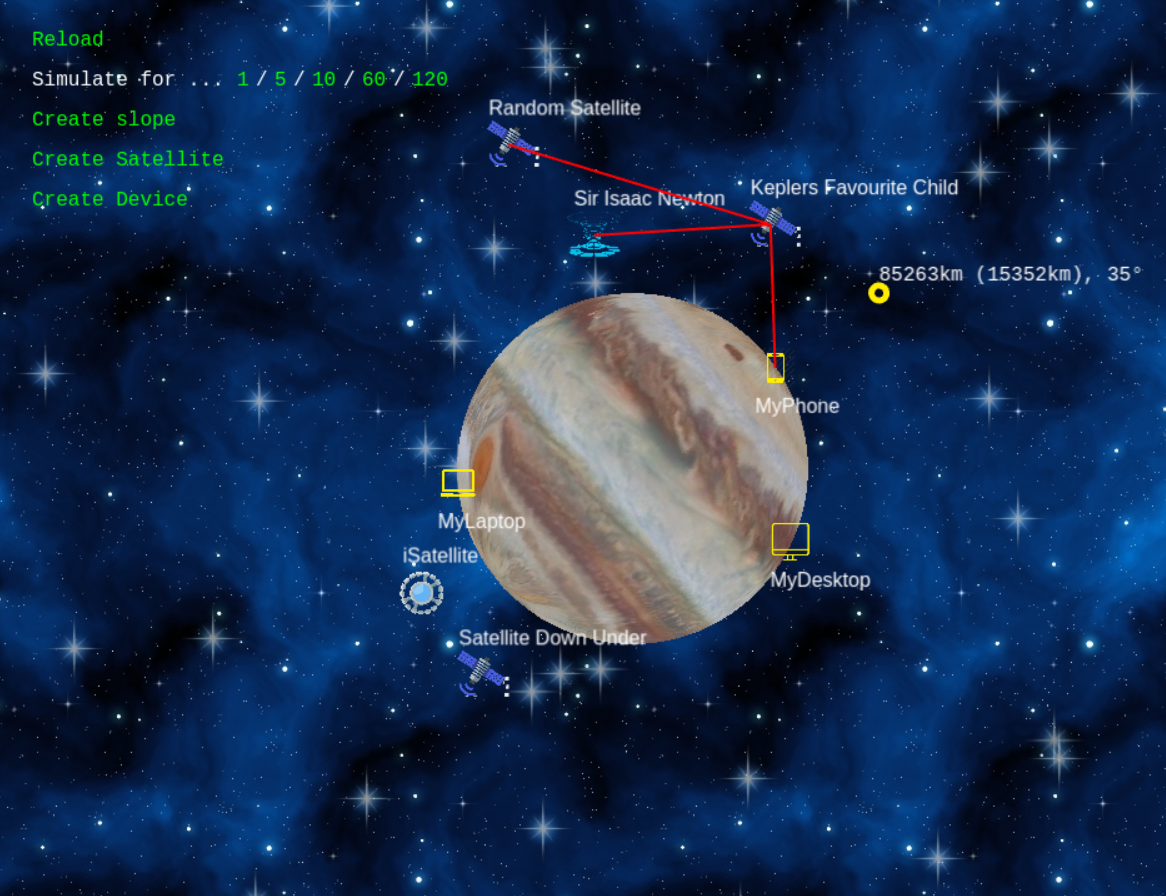 Reload
Simulate for ... 1 / 5 / 10 / 60 / 120
Create slope
Create Satellite
Create Device
Random Satellite
Keplers Favourite Child
Sir Isaac Newton
85263km (15352km), 35°
MyPhone
MyLaptop
iSatellite
MyDesktop
Satellite Down Under